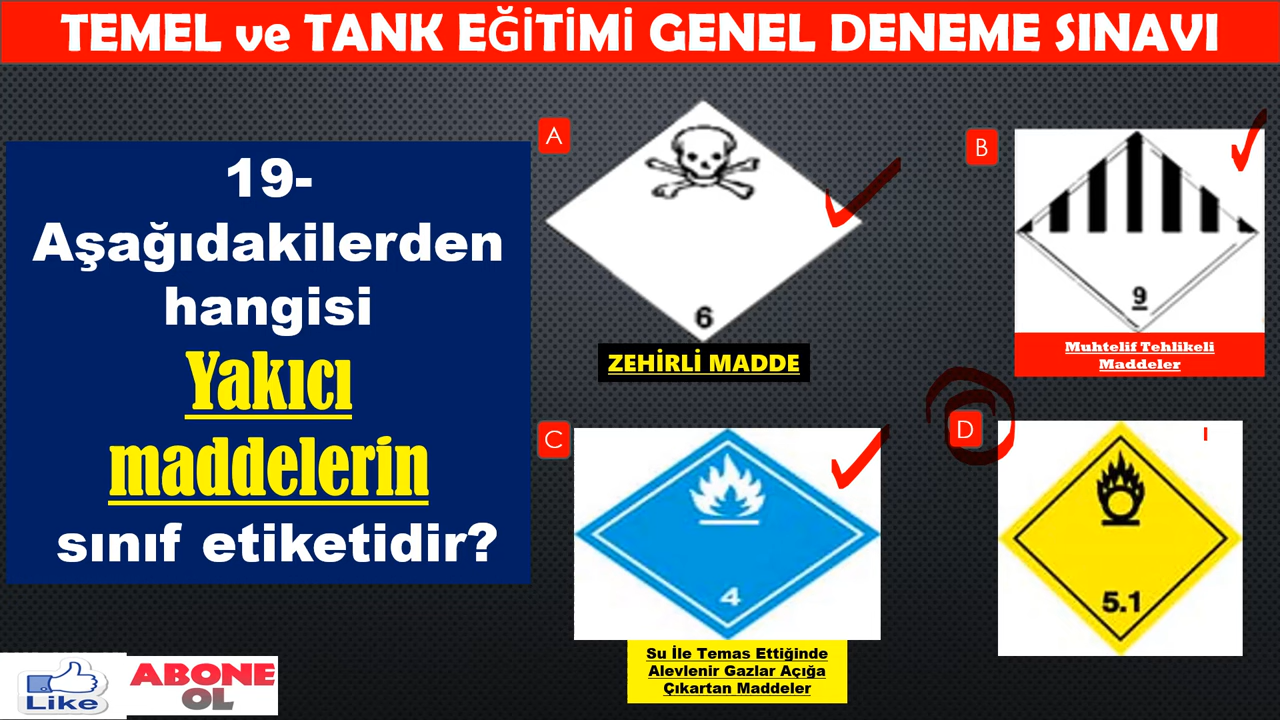 TEMEL ve TANK EĞİTİMİ GENEL DENEME SINAVI
19-
Aşağıdakilerden
hangisi
Yakıcı
maddelerin
sınıf etiketidir?
A
6
ZEHİRLİ MADDE
B
9
Muhtelif Tehlikeli
Maddeler
C
4
Su İle Temas Ettiğinde
Alevlenir Gazlar Açığa
Çıkartan Maddeler
D
5.1
Like
ABONE
OL